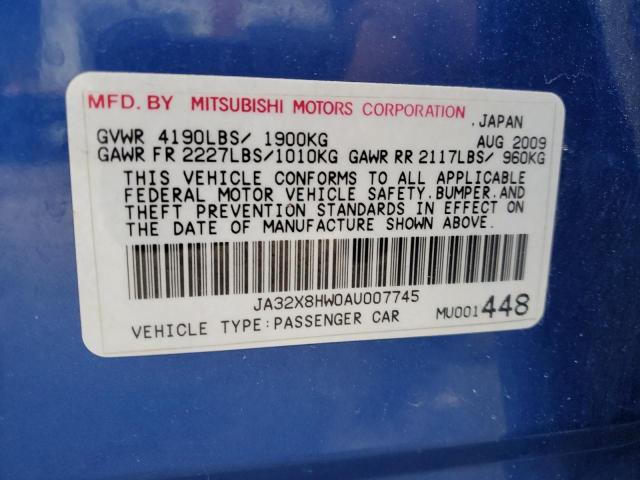 MFD. BY MITSUBISHI MOTORS CORPORATION
. JAPAN
GVWR 4190LBS/ 1900KG AUG 2009
GAWR FR 2227LBS/1010KG GAWR RR 2117LBS/ 960KG
THIS VEHICLE CONFORMS TO ALL APPLICABLE
FEDERAL MOTOR VEHICLE SAFETY, BUMPER, AND
THEFT PREVENTION STANDARDS IN EFFECT ON
THE DATE OF MANUFACTURE SHOWN ABOVE.
JA32X8HW0AU007745
VEHICLE TYPE:PASSENGER CAR MU001448